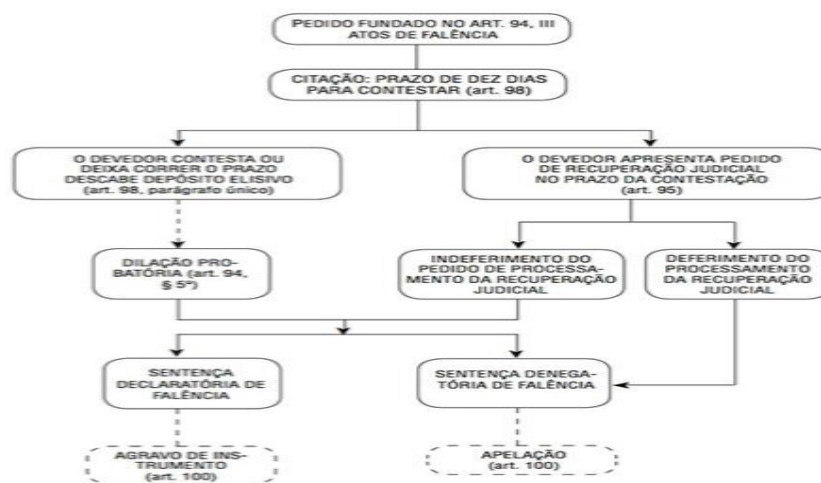 PEDIDO FUNDADO NO ART. 94, III
ATOS DE FALÊNCIA
CITAÇÃO: PRAZO DE DEZ DIAS
PARA CONTESTAR (art. 98)
O DEVEDOR CONTESTA OU
DEIXA CORRER O PRAZO
DESCABE DEPÓSITO ELISIVO
(art. 98, parágrafo único)
O DEVEDOR APRESENTA PEDIDO
DE RECUPERAÇÃO JUDICIAL
NO PRAZO DA CONTESTAÇÃO
(art. 95)
DILAÇÃO PRO-
BATÓRIA (art. 94,
§ 5º)
INDEFERIMENTO DO
PEDIDO DE PROCESSA-
MENTO DA RECUPERAÇÃO
JUDICIAL
DEFERIMENTO DO
PROCESSAMENTO
DA RECUPERAÇÃO
JUDICIAL
SENTENÇA
DECLARATÓRIA DE
FALÊNCIA
SENTENÇA DENEGA-
TÓRIA DE FALÊNCIA
AGRAVO DE INS-
TRUMENTO
(art. 100)
APELAÇÃO
(art. 100)